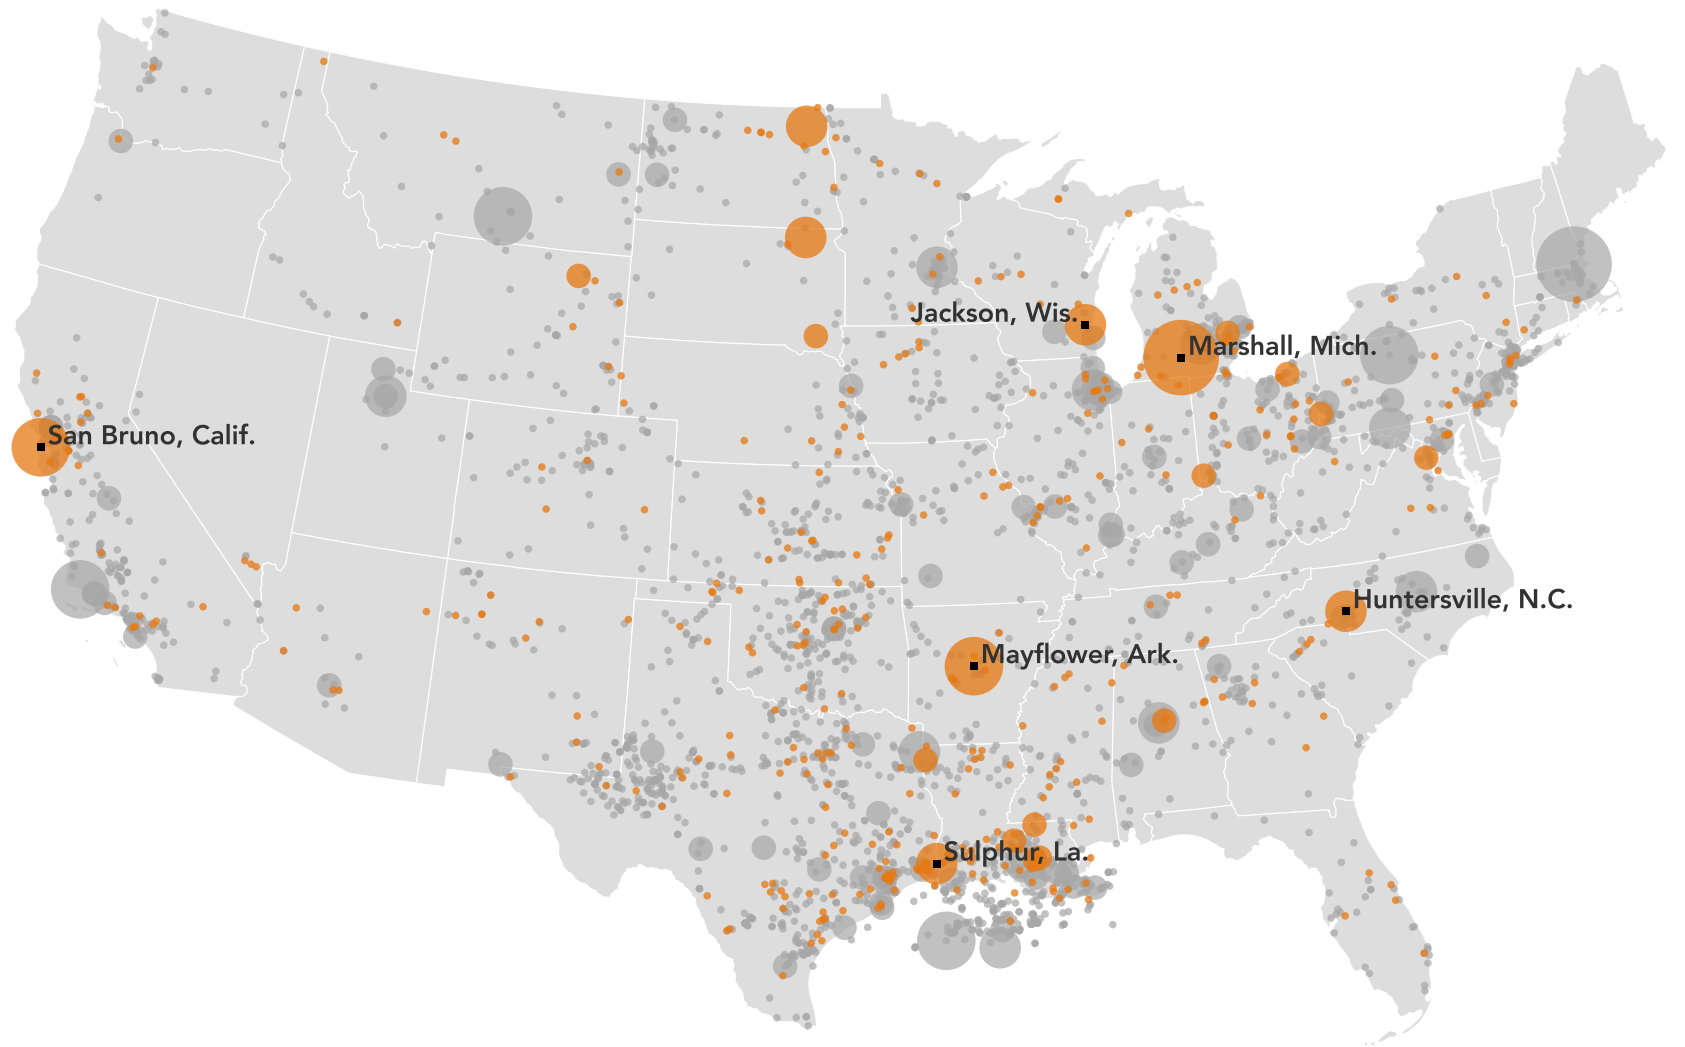 Jackson, Wis.
Marshall, Mich.
San Bruno, Calif.
Huntersville, N.C.
Mayflower, Ark.
Sulphur, La.